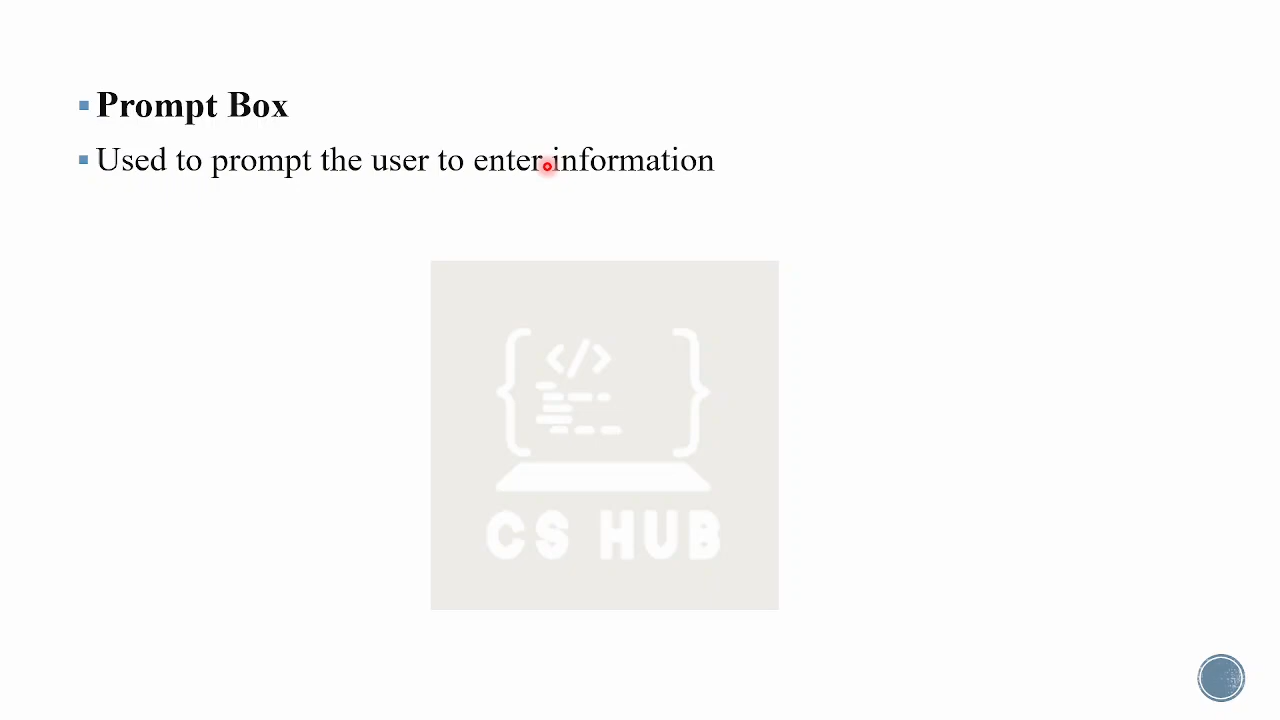 Prompt Box
Used to prompt the user to enter information
</>
CS HUB